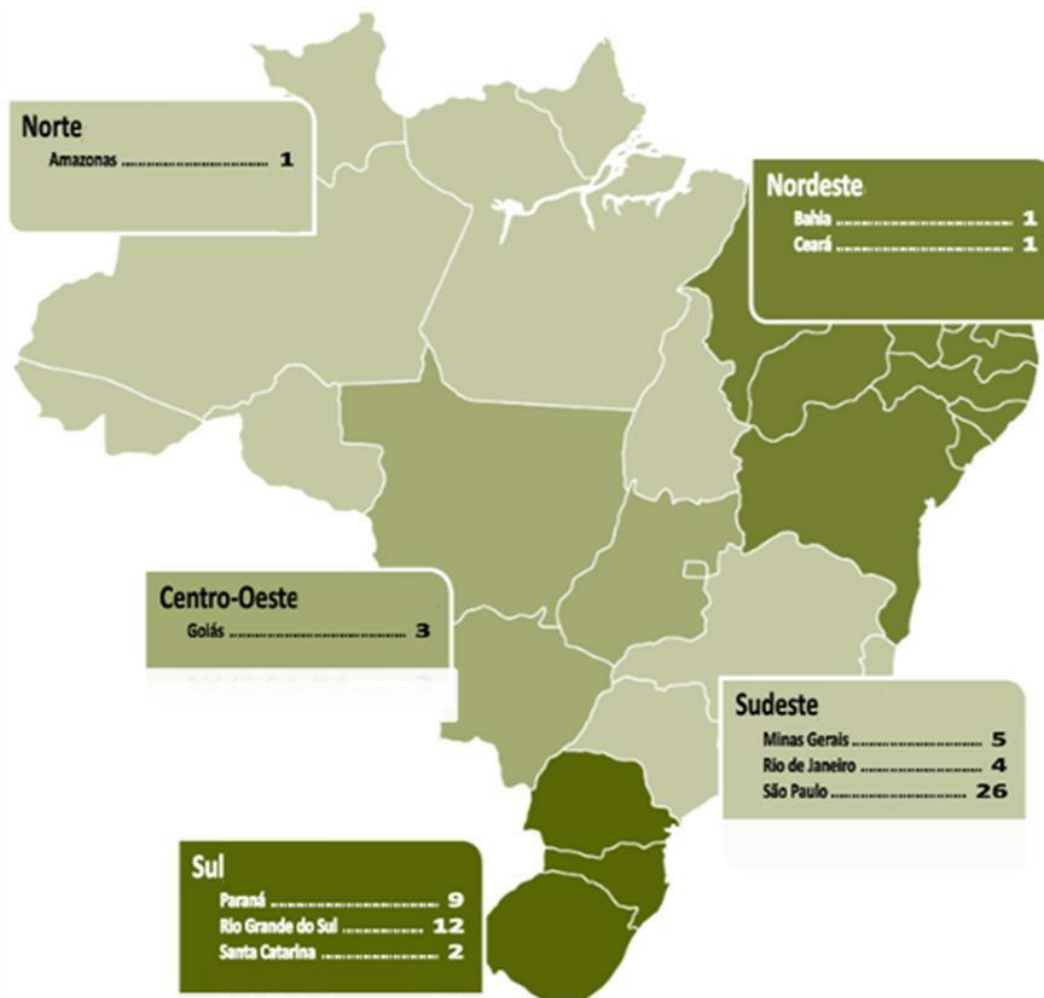 Norte
Amazonas ........................................ 1
Nordeste
Bahia ........................................ 1
Ceará ........................................ 1
Centro-Oeste
Goiás ........................................ 3
Sudeste
Minas Gerais ........................................ 5
Rio de Janeiro ........................................ 4
São Paulo ........................................ 26
Sul
Paraná ........................................ 9
Rio Grande do Sul ........................................ 12
Santa Catarina ........................................ 2